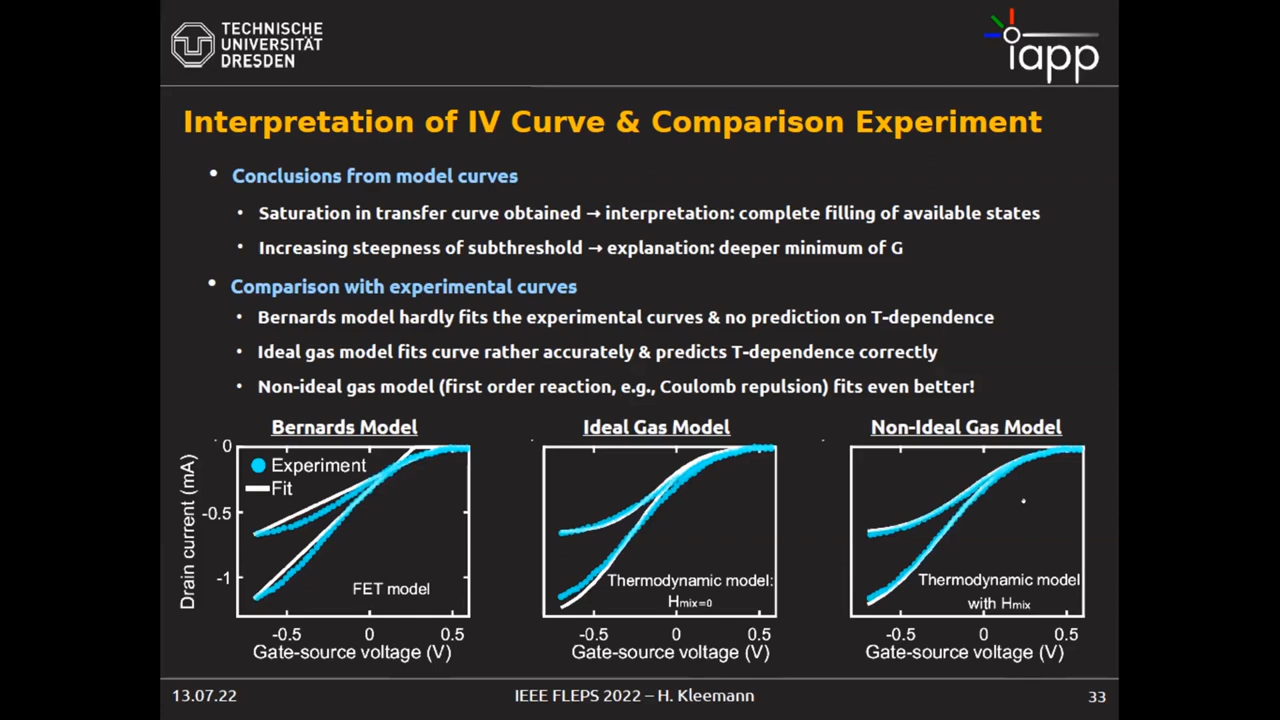 TECHNISCHE
UNIVERSITÄT
DRESDEN
iapp
Interpretation of IV Curve & Comparison Experiment
• Conclusions from model curves
• Saturation in transfer curve obtained → interpretation: complete filling of available states
• Increasing steepness of subthreshold → explanation: deeper minimum of G
• Comparison with experimental curves
• Bernards model hardly fits the experimental curves & no prediction on T-dependence
• Ideal gas model fits curve rather accurately & predicts T-dependence correctly
• Non-ideal gas model (first order reaction, e.g., Coulomb repulsion) fits even better!
Bernards Model
Drain current (mA)
0
-0.5
-1
Experiment
Fit
FET model
-0.5 0 0.5
Gate-source voltage (V)
Ideal Gas Model
Thermodynamic model:
Hmix=0
-0.5 0 0.5
Gate-source voltage (V)
Non-Ideal Gas Model
Thermodynamic model
with Hmix
-0.5 0 0.5
Gate-source voltage (V)
13.07.22
IEEE FLEPS 2022 – H. Kleemann
33